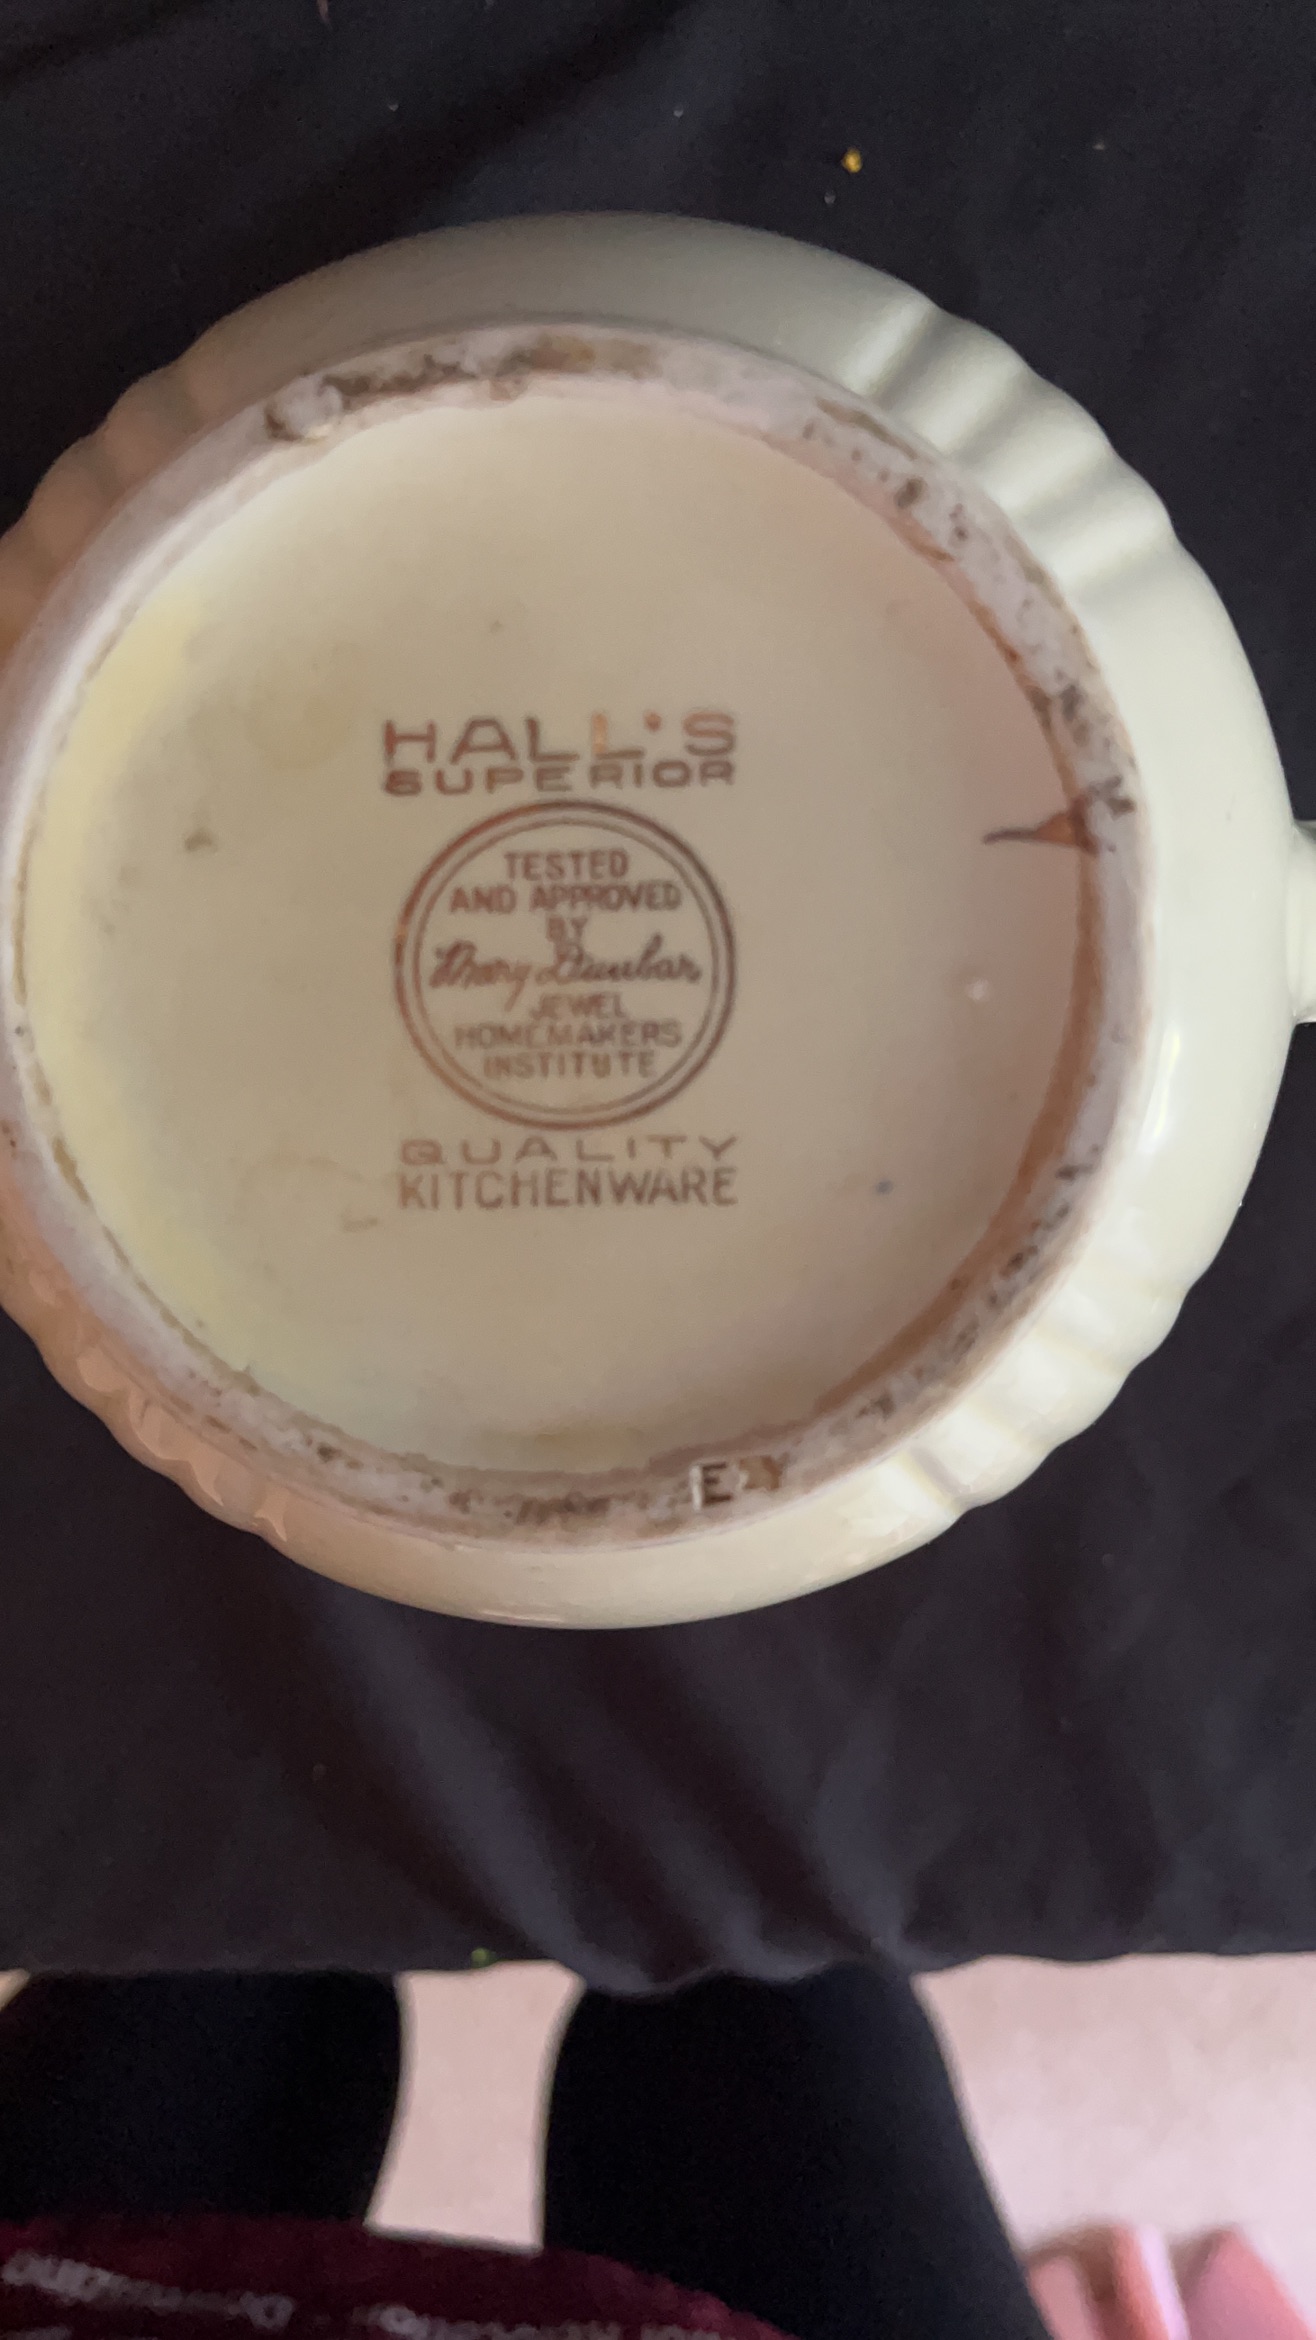 HALL'S
SUPERIOR
TESTED
AND APPROVED
BY
Mary Dunbar
JEWEL
HOMEMAKERS
INSTITUTE
QUALITY
KITCHENWARE